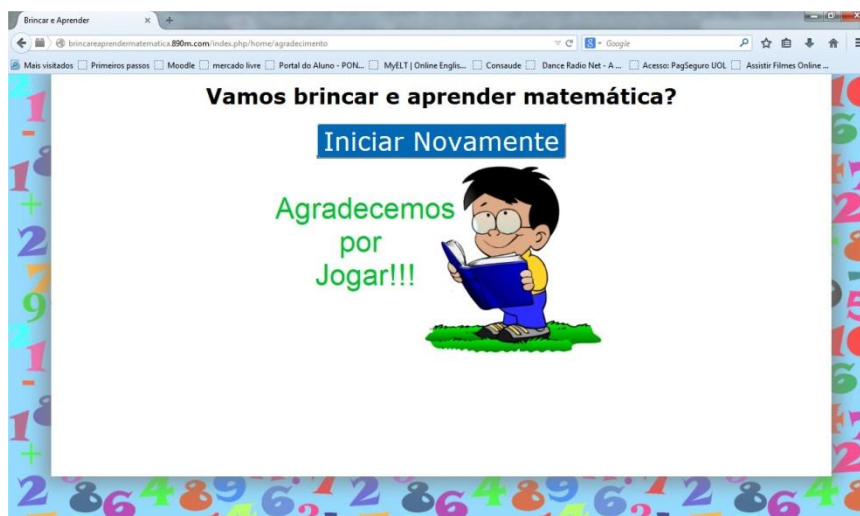 Brincar e Aprender
brincareaprendermatematica.890m.com/index.php/home/agradecimento
Google
Mais visitados Primeiros passos Moodle mercado livre Portal do Aluno - PON... MyELT | Online Englis... Consaude Dance Radio Net - A ... Acesso: PagSeguro UOL Assistir Filmes Online ...
Vamos brincar e aprender matemática?
Iniciar Novamente
Agradecemos
por
Jogar!!!